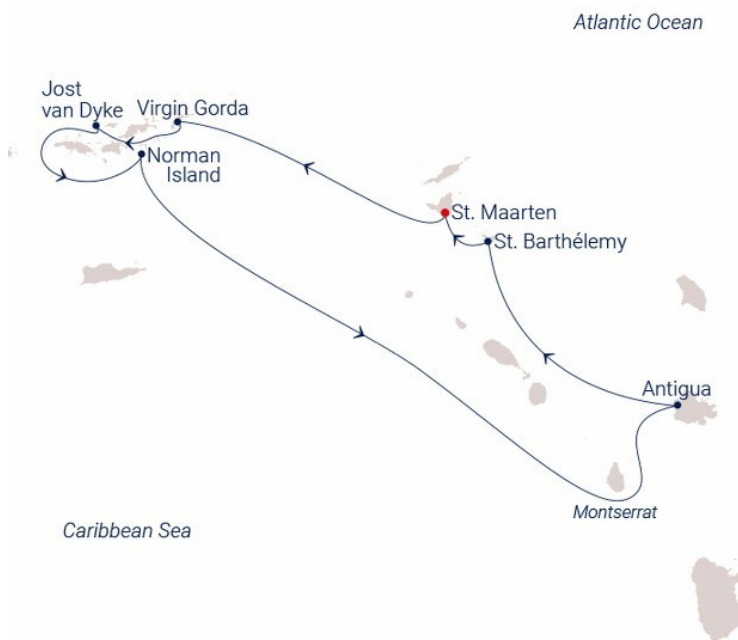 Atlantic Ocean
Jost
van Dyke
Virgin Gorda
Norman
Island
St. Maarten
St. Barthélemy
Antigua
Montserrat
Caribbean Sea